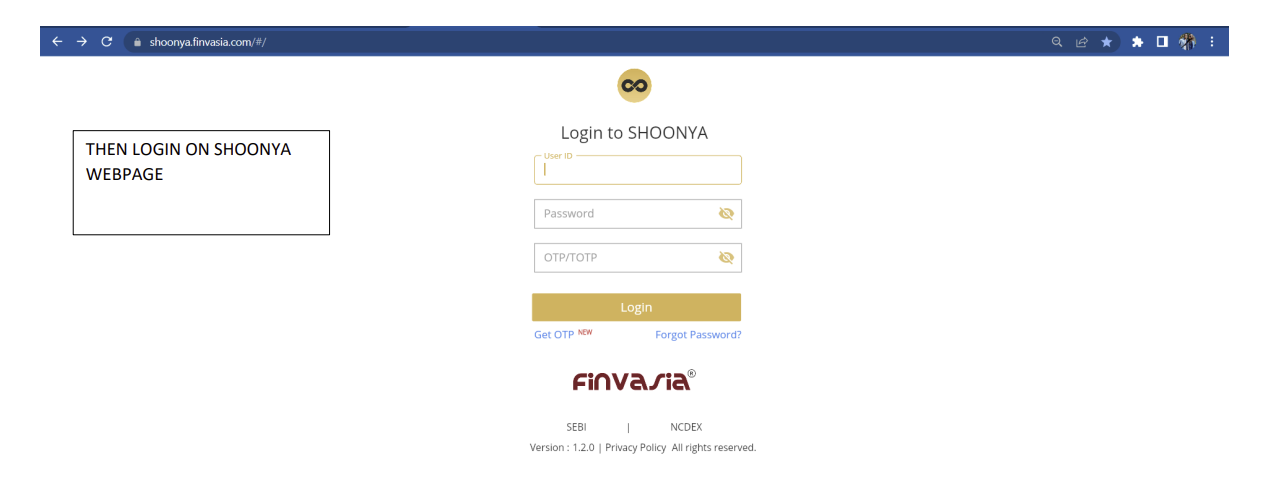 shoonya.finvasia.com/#/
Login to SHOONYA
THEN LOGIN ON SHOONYA
WEBPAGE
User ID
Password
OTP/TOTP
Login
Get OTP NEW Forgot Password?
Finvasia®
SEBI | NCDEX
Version : 1.2.0 | Privacy Policy All rights reserved.